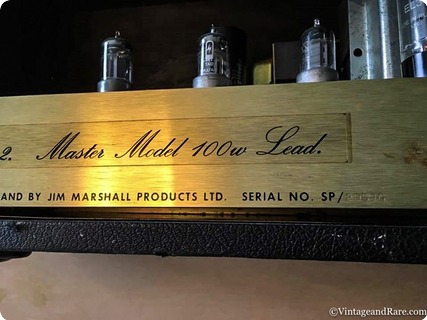 2. Master Model 100w Lead.
AND BY JIM MARSHALL PRODUCTS LTD. SERIAL NO. SP/
©VintageandRare.com